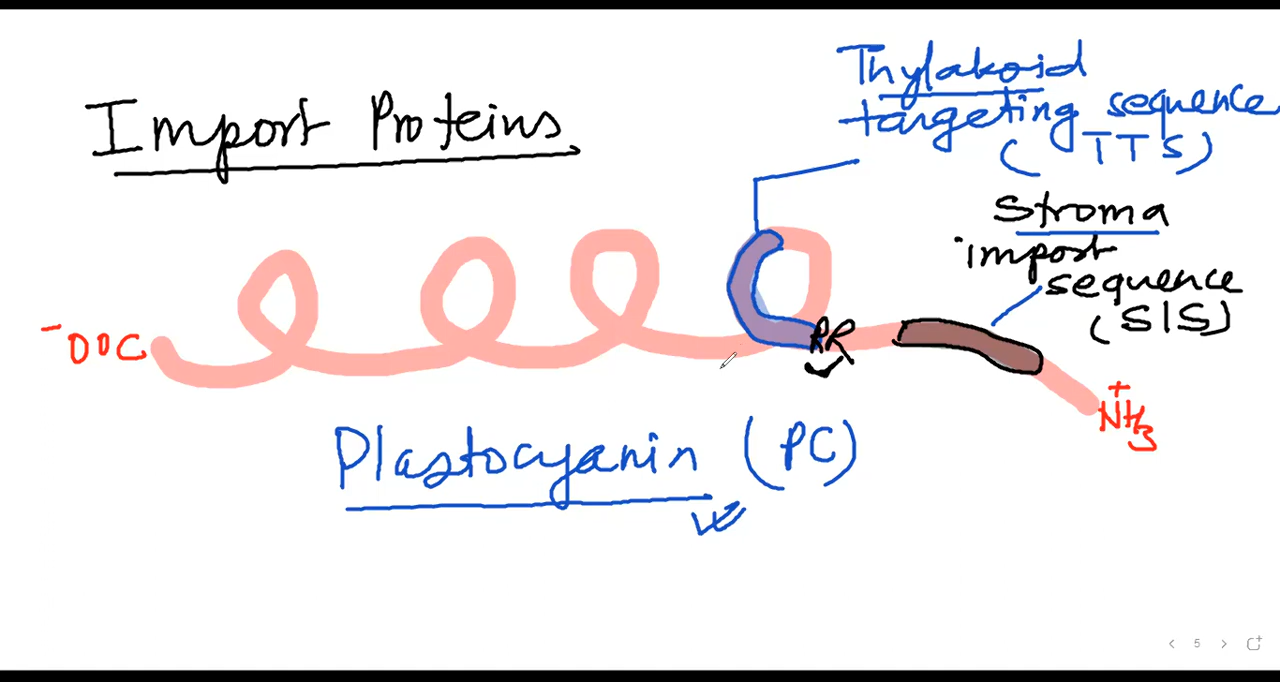 Import Proteins
Thylakoid
targeting sequence
(TTS)
Stroma
import
sequence
(SIS)
-OOC
RR
+
NH3
Plastocyanin (PC)
5